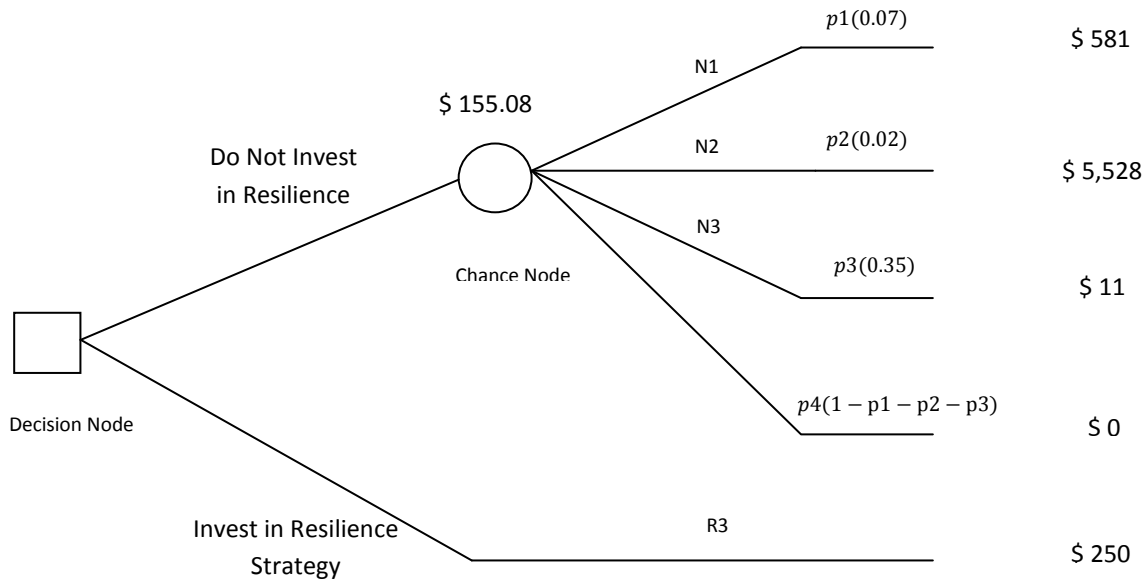 p1(0.07)
$ 581
N1
$ 155.08
Do Not Invest
in Resilience
N2
p2(0.02)
$ 5,528
N3
Chance Node
p3(0.35)
$ 11
Decision Node
p4(1 − p1 − p2 − p3)
$ 0
Invest in Resilience
Strategy
R3
$ 250